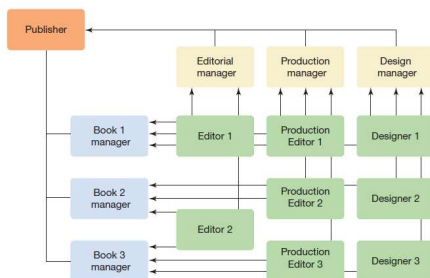 Publisher
Editorial
manager
Production
manager
Design
manager
Book 1
manager
Editor 1
Production
Editor 1
Designer 1
Book 2
manager
Production
Editor 2
Designer 2
Editor 2
Book 3
manager
Production
Editor 3
Designer 3